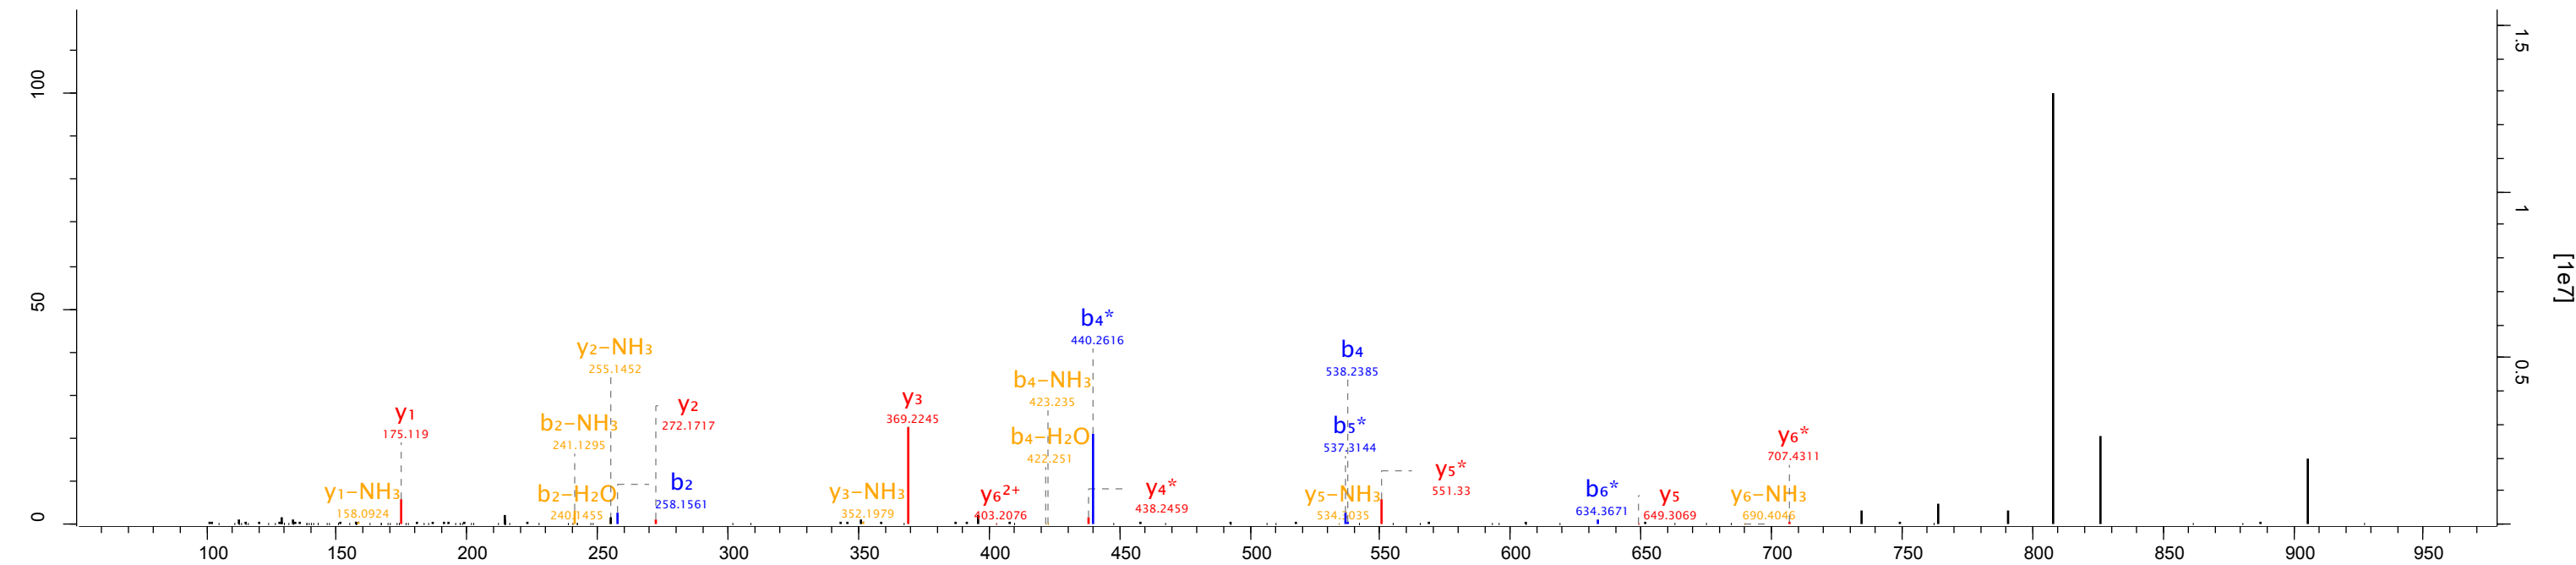 1.5
100
1
[1e7]
b₄*
440.2616
y₂-NH₃
255.1452
b₄
538.2385
0.5
50
b₄-NH₃
423.235
y₃
369.2245
y₂
272.1717
y₁
175.119
b₂-NH₃
241.1295
b₅*
537.3144
b₄-H₂O
422.251
y₆*
707.4311
y₅*
551.33
b₂
258.1561
y₄*
438.2459
b₆*
634.3671
y₁-NH₃
158.0924
b₂-H₂O
240.1455
y₃-NH₃
352.1979
y₆²⁺
403.2076
y₅-NH₃
y₅
649.3069
y₆-NH₃
0
100 150 200 250 300 350 400 450 500 550 600 650 700 750 800 850 900 950